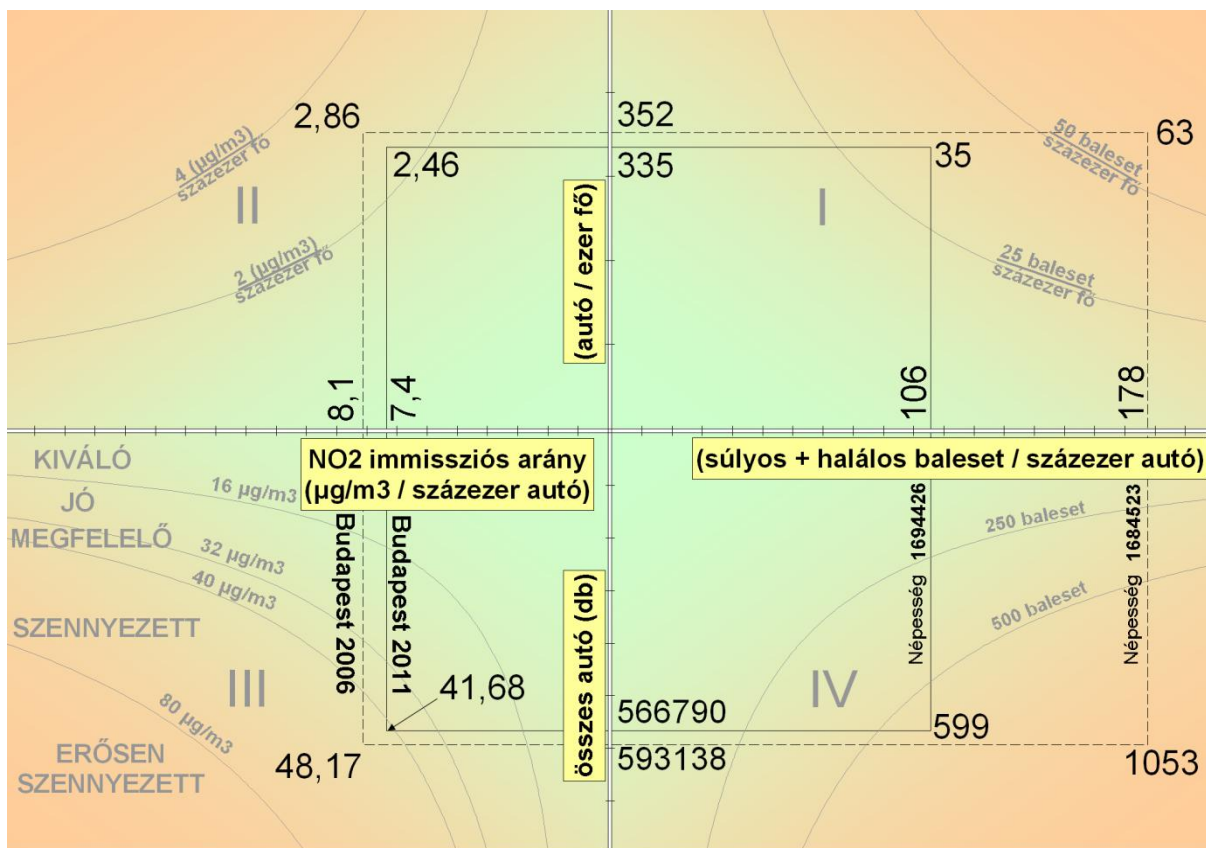 2,86
352
63
50 baleset
százezer fő
4 (µg/m3)
százezer fő
2,46
335
35
II
I
(autó / ezer fő)
2 (µg/m3)
százezer fő
25 baleset
százezer fő
8,1
7,4
106
178
KIVÁLÓ
NO2 immissziós arány
(µg/m3 / százezer autó)
(súlyos + halálos baleset / százezer autó)
16 µg/m3
JÓ
MEGFELELŐ
32 µg/m3
40 µg/m3
Budapest 2006
Budapest 2011
Népesség 1694426
Népesség 1684523
250 baleset
500 baleset
összes autó (db)
SZENNYEZETT
III
IV
41,68
80 µg/m3
566790
599
ERŐSEN
SZENNYEZETT
48,17
593138
1053